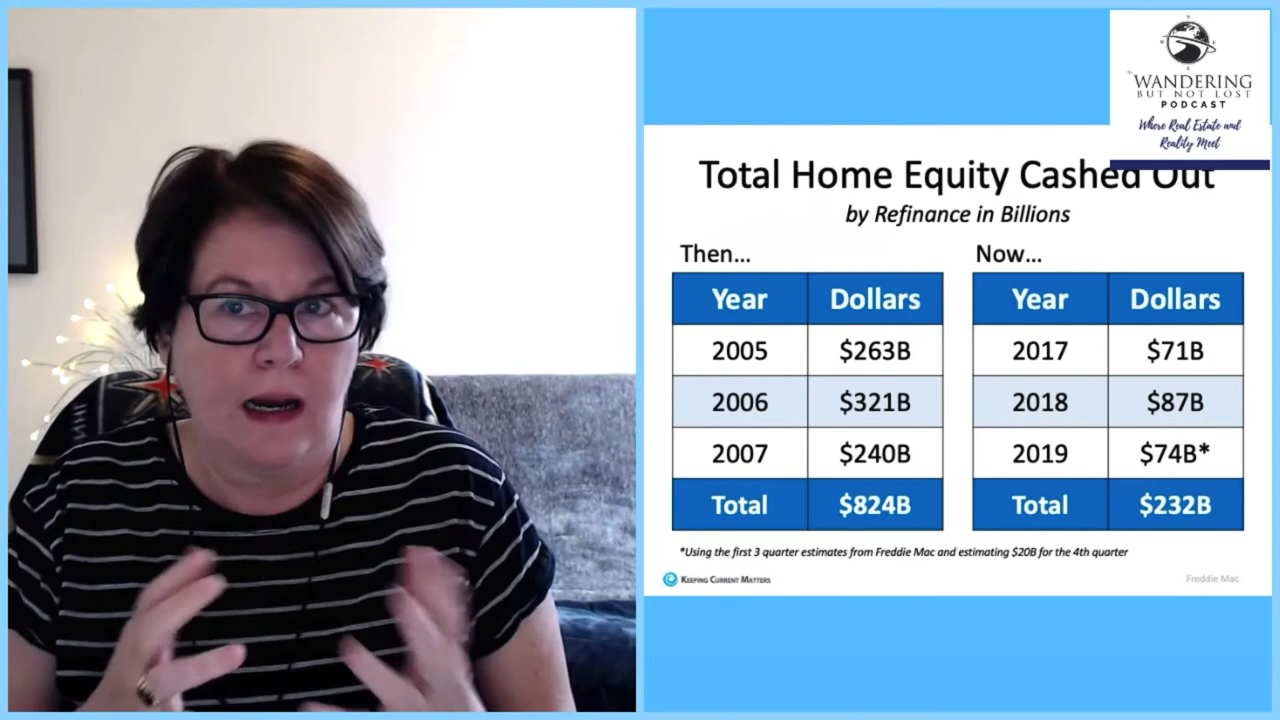 The
WANDERING
BUT NOT LOST
PODCAST
Where Real Estate and
Reality Meet
Total Home Equity Cashed Out
by Refinance in Billions
Then...
Year Dollars
2005 $263B
2006 $321B
2007 $240B
Total $824B
Now...
Year Dollars
2017 $71B
2018 $87B
2019 $74B*
Total $232B
*Using the first 3 quarter estimates from Freddie Mac and estimating $20B for the 4th quarter
KEEPING CURRENT MATTERS
Freddie Mac